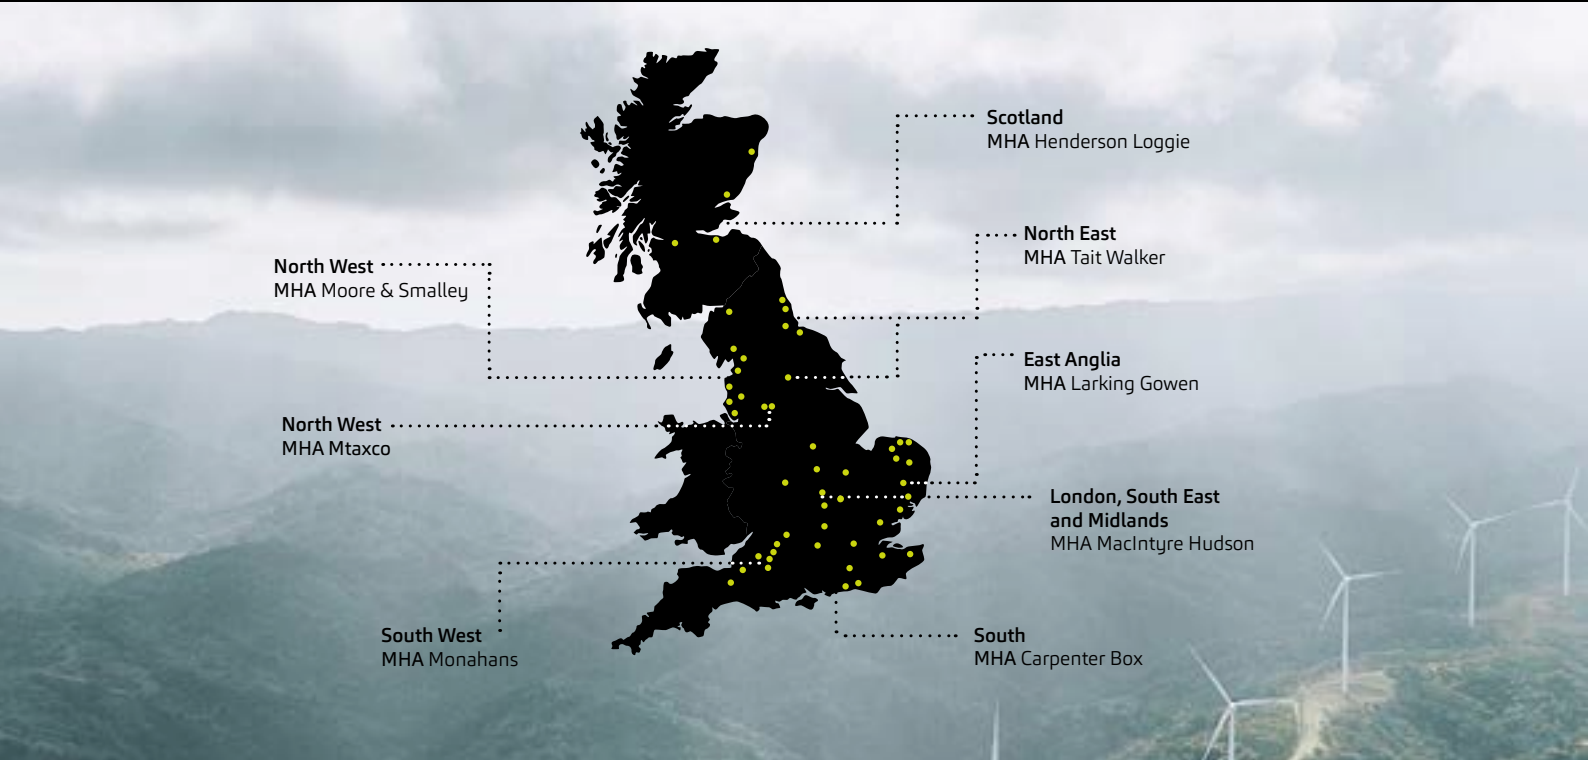 Scotland
MHA Henderson Loggie
North East
MHA Tait Walker
North West
MHA Moore & Smalley
East Anglia
MHA Larking Gowen
North West
MHA Mtaxco
London, South East
and Midlands
MHA MacIntyre Hudson
South West
MHA Monahans
South
MHA Carpenter Box